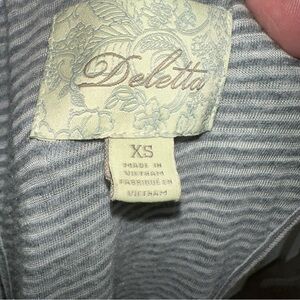 Deletta
XS
MADE IN
VIETNAM
FABRIQUÉ EN
VIETNAM